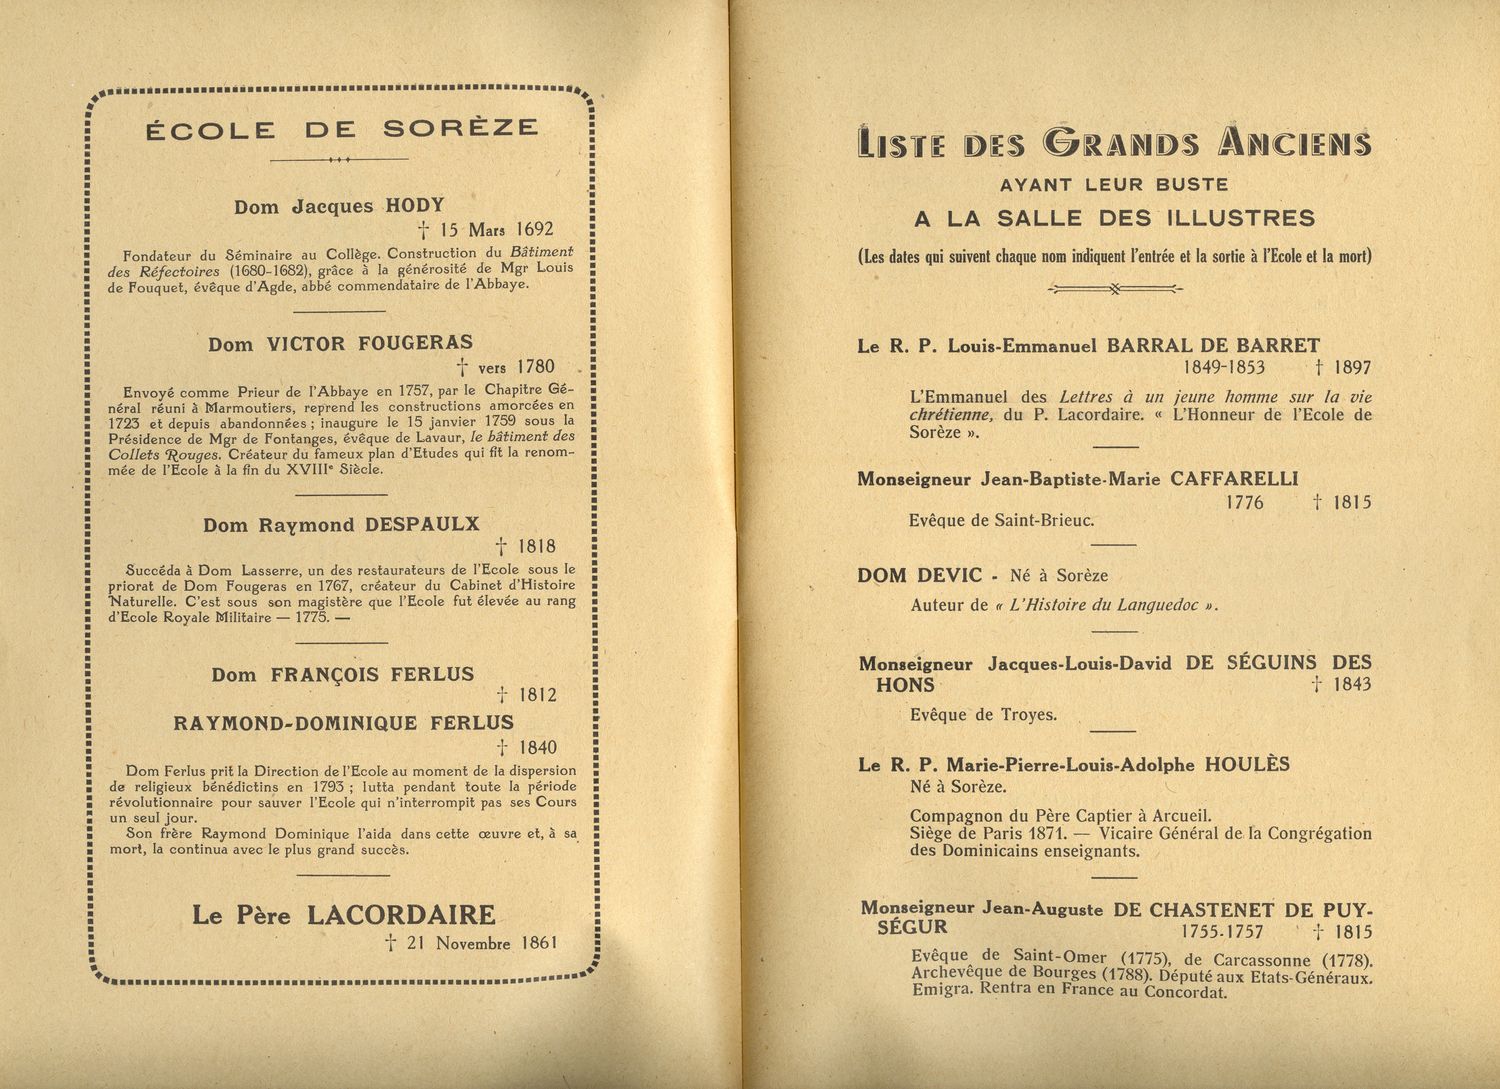 ÉCOLE DE SORÈZE
Dom Jacques HODY
† 15 Mars 1692
Fondateur du Séminaire au Collège. Construction du Bâtiment
des Réfectoires (1680-1682), grâce à la générosité de Mgr Louis
de Fouquet, évêque d'Agde, abbé commendataire de l'Abbaye.
Dom VICTOR FOUGERAS
† vers 1780
Envoyé comme Prieur de l'Abbaye en 1757, par le Chapitre Gé-
néral réuni à Marmoutiers, reprend les constructions amorcées en
1723 et depuis abandonnées ; inaugure le 15 janvier 1759 sous la
Présidence de Mgr de Fontanges, évêque de Lavaur, le bâtiment des
Collets Rouges. Créateur du fameux plan d'Etudes qui fit la renom-
mée de l'Ecole à la fin du XVIIIe Siècle.
Dom Raymond DESPAULX
† 1818
Succéda à Dom Lasserre, un des restaurateurs de l'Ecole sous le
priorat de Dom Fougeras en 1767, créateur du Cabinet d'Histoire
Naturelle. C'est sous son magistère que l'Ecole fut élevée au rang
d'Ecole Royale Militaire — 1775. —
Dom FRANÇOIS FERLUS
† 1812
RAYMOND-DOMINIQUE FERLUS
† 1840
Dom Ferlus prit la Direction de l'Ecole au moment de la dispersion
de religieux bénédictins en 1793 ; lutta pendant toute la période
révolutionnaire pour sauver l'Ecole qui n'interrompit pas ses Cours
un seul jour.
Son frère Raymond Dominique l'aida dans cette œuvre et, à sa
mort, la continua avec le plus grand succès.
Le Père LACORDAIRE
† 21 Novembre 1861
LISTE DES GRANDS ANCIENS
AYANT LEUR BUSTE
A LA SALLE DES ILLUSTRES
(Les dates qui suivent chaque nom indiquent l'entrée et la sortie à l'Ecole et la mort)
Le R. P. Louis-Emmanuel BARRAL DE BARRET
1849-1853 † 1897
L'Emmanuel des Lettres à un jeune homme sur la vie
chrétienne, du P. Lacordaire. « L'Honneur de l'Ecole de
Sorèze ».
Monseigneur Jean-Baptiste-Marie CAFFARELLI
1776 † 1815
Evêque de Saint-Brieuc.
DOM DEVIC - Né à Sorèze
Auteur de « L'Histoire du Languedoc ».
Monseigneur Jacques-Louis-David DE SÉGUINS DES
HONS † 1843
Evêque de Troyes.
Le R. P. Marie-Pierre-Louis-Adolphe HOULÈS
Né à Sorèze.
Compagnon du Père Captier à Arcueil.
Siège de Paris 1871. — Vicaire Général de la Congrégation
des Dominicains enseignants.
Monseigneur Jean-Auguste DE CHASTENET DE PUY-
SÉGUR 1755-1757 † 1815
Evêque de Saint-Omer (1775), de Carcassonne (1778).
Archevêque de Bourges (1788). Député aux Etats-Généraux.
Emigra. Rentra en France au Concordat.